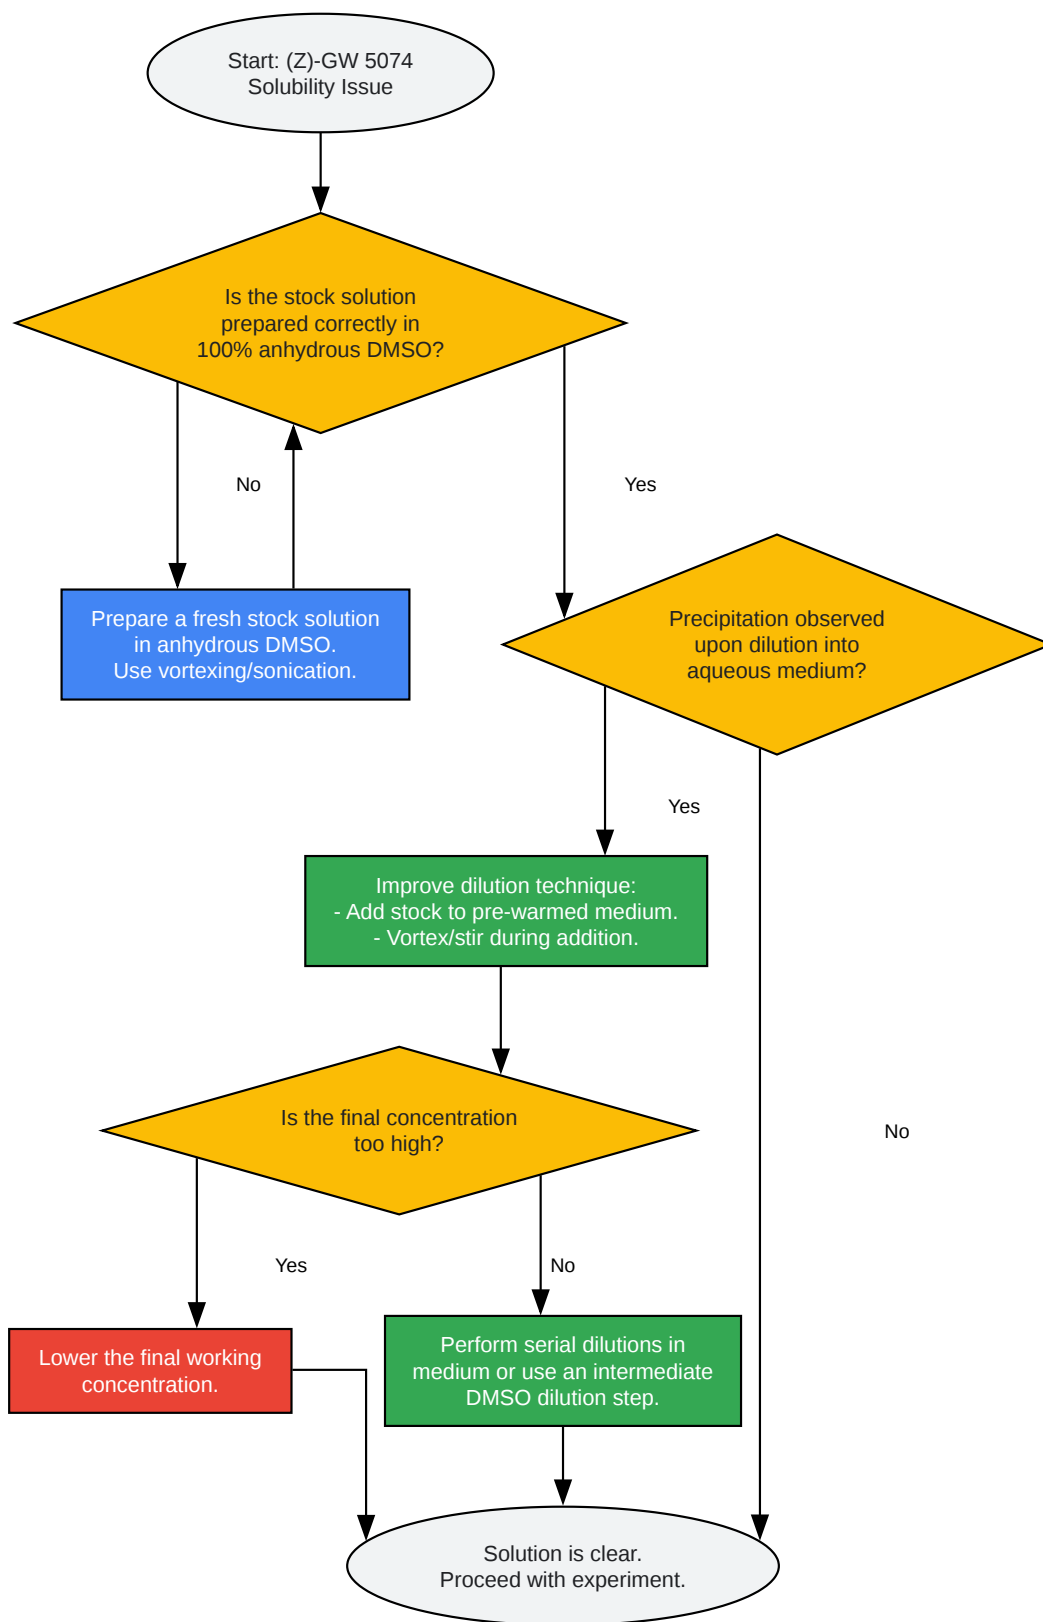 Start: (Z)-GW 5074
Solubility Issue
Is the stock solution
prepared correctly in
100% anhydrous DMSO?
No
Yes
Prepare a fresh stock solution
in anhydrous DMSO.
Use vortexing/sonication.
Precipitation observed
upon dilution into
aqueous medium?
Yes
Improve dilution technique:
- Add stock to pre-warmed medium.
- Vortex/stir during addition.
Is the final concentration
too high?
No
Yes
No
Lower the final working
concentration.
Perform serial dilutions in
medium or use an intermediate
DMSO dilution step.
Solution is clear.
Proceed with experiment.